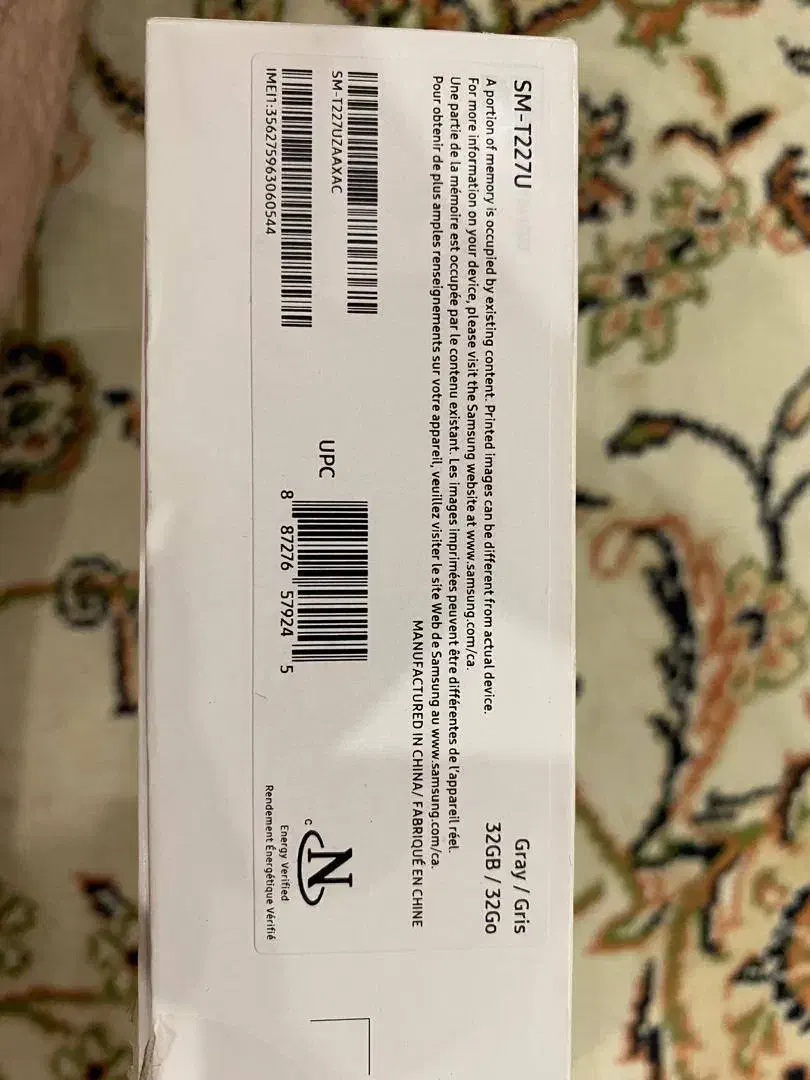 SM-T227U
Gray / Gris
32GB / 32Go
A portion of memory is occupied by existing content. Printed images can be different from actual device.
For more information on your device, please visit the Samsung website at www.samsung.com/ca.
Une partie de la mémoire est occupée par le contenu existant. Les images imprimées peuvent être différentes de l'appareil réel.
Pour obtenir de plus amples renseignements sur votre appareil, veuillez visiter le site Web de Samsung au www.samsung.com/ca.
MANUFACTURED IN CHINA/ FABRIQUÉ EN CHINE
SM-T227UZAAXAC
IMEI1:356275963060544
UPC
8 87276 57924 5
c N
Energy Verified
Rendement Énergétique Vérifié